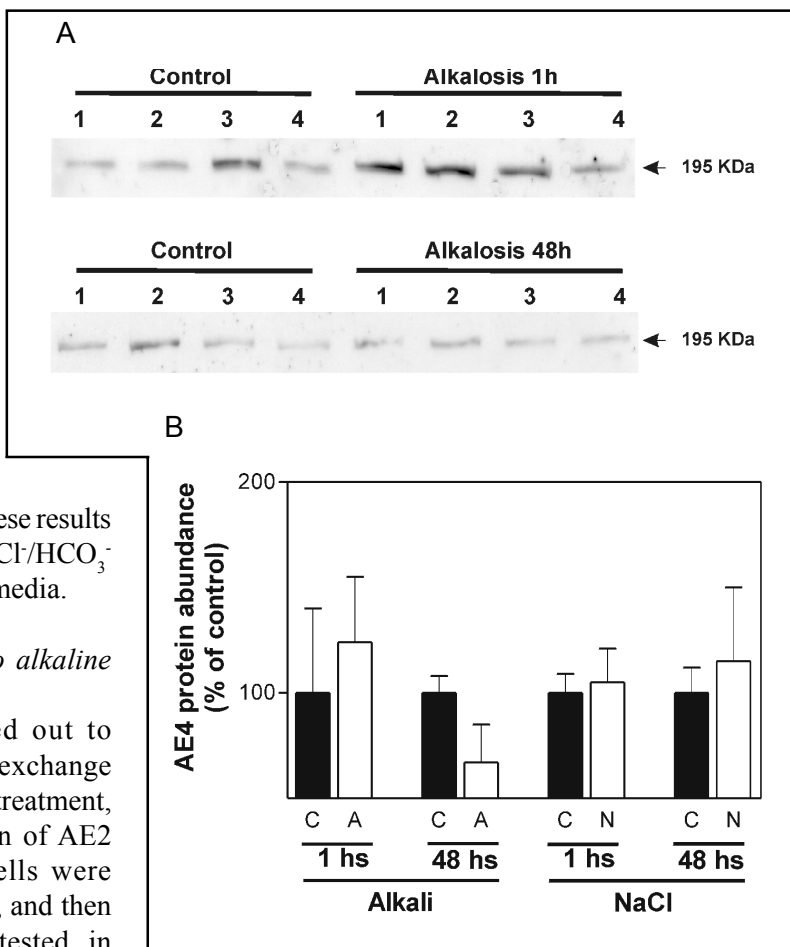 A
Control Alkalosis 1h
1 2 3 4 1 2 3 4
195 KDa
Control Alkalosis 48h
1 2 3 4 1 2 3 4
195 KDa
B
AE4 protein abundance
(% of control)
200
100
C A C A C N C N
1 hs 48 hs 1 hs 48 hs
Alkali NaCl
ese results
Cl⁻/HCO₃⁻
media.
o alkaline
ed out to
exchange
treatment,
n of AE2
ells were
, and then
tested in